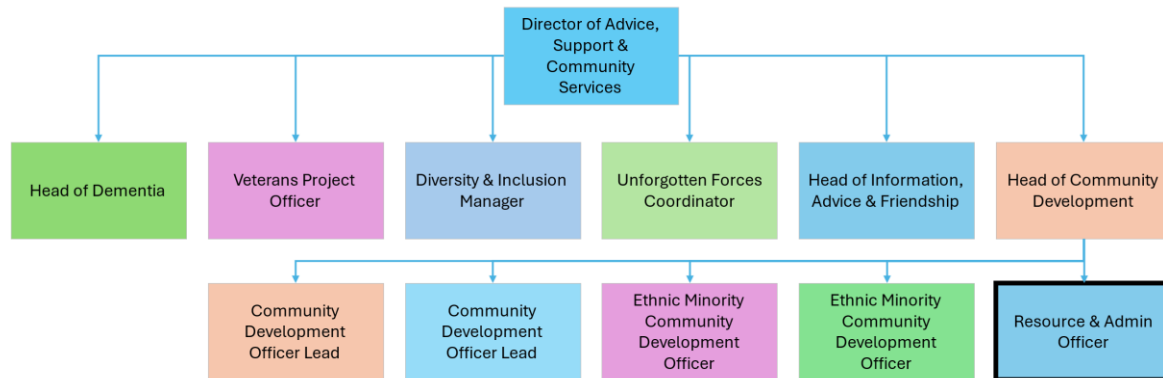 Director of Advice,
Support &
Community
Services
Head of Dementia
Veterans Project
Officer
Diversity & Inclusion
Manager
Unforgotten Forces
Coordinator
Head of Information,
Advice & Friendship
Head of Community
Development
Community
Development
Officer Lead
Community
Development
Officer Lead
Ethnic Minority
Community
Development
Officer
Ethnic Minority
Community
Development
Officer
Resource & Admin
Officer